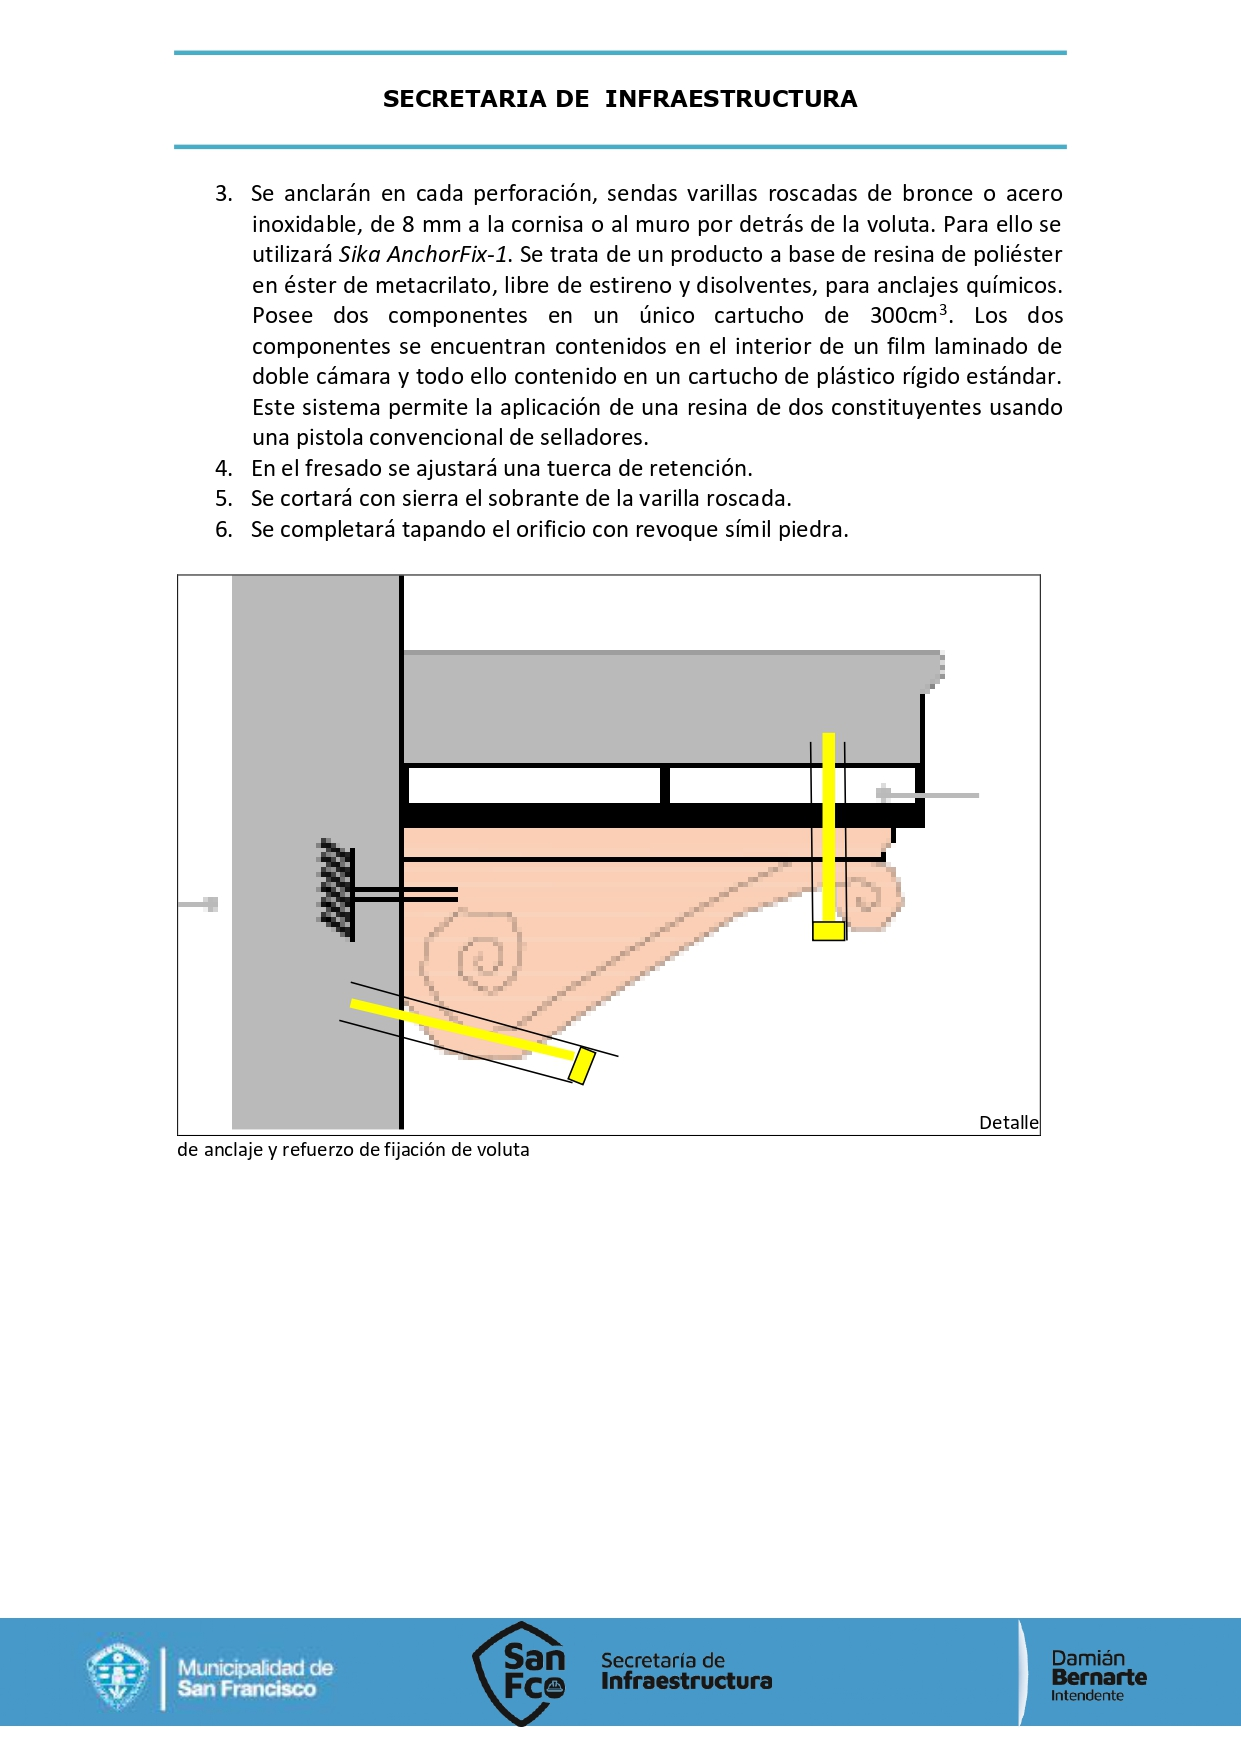 SECRETARIA DE  INFRAESTRUCTURA
3. Se anclarán en cada perforación, sendas varillas roscadas de bronce o acero
inoxidable, de 8 mm a la cornisa o al muro por detrás de la voluta. Para ello se
utilizará Sika AnchorFix-1. Se trata de un producto a base de resina de poliéster
en éster de metacrilato, libre de estireno y disolventes, para anclajes químicos.
Posee dos componentes en un único cartucho de 300cm³. Los dos
componentes se encuentran contenidos en el interior de un film laminado de
doble cámara y todo ello contenido en un cartucho de plástico rígido estándar.
Este sistema permite la aplicación de una resina de dos constituyentes usando
una pistola convencional de selladores.
4. En el fresado se ajustará una tuerca de retención.
5. Se cortará con sierra el sobrante de la varilla roscada.
6. Se completará tapando el orificio con revoque símil piedra.
Detalle
de anclaje y refuerzo de fijación de voluta
Municipalidad de
San Francisco
San
Fco
Secretaría de
Infraestructura
Damián
Bernarte
Intendente